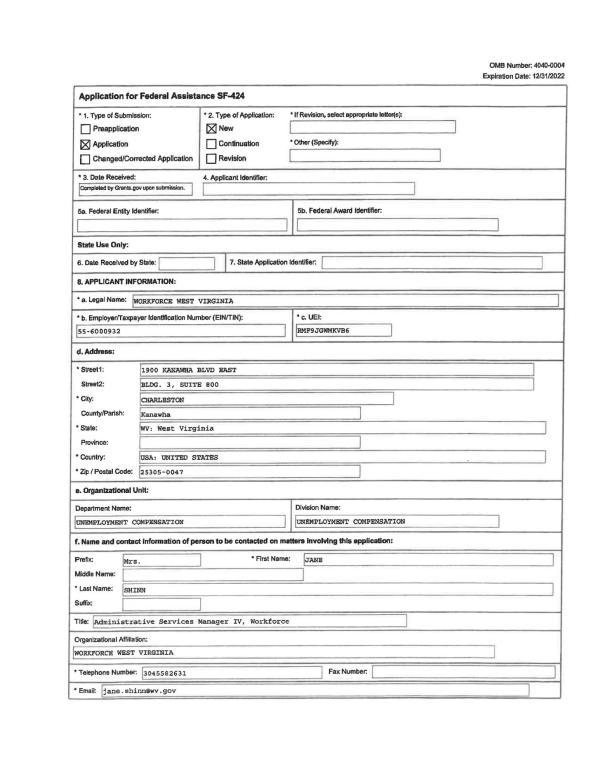 OMB Number: 4040-0004
Expiration Date: 12/31/2022
Application for Federal Assistance SF-424
* 1. Type of Submission: * 2. Type of Application: * If Revision, select appropriate letter(s):
Preapplication New
Application Continuation * Other (Specify):
Changed/Corrected Application Revision
* 3. Date Received: 4. Applicant Identifier:
Completed by Grants.gov upon submission.
5a. Federal Entity Identifier: 5b. Federal Award Identifier:
State Use Only:
6. Date Received by State: 7. State Application Identifier:
8. APPLICANT INFORMATION:
* a. Legal Name: WORKFORCE WEST VIRGINIA
* b. Employer/Taxpayer Identification Number (EIN/TIN): * c. UEI:
55-6000932 RMF9JGWMKVB6
d. Address:
* Street1: 1900 KANAWHA BLVD EAST
Street2: BLDG. 3, SUITE 800
* City: CHARLESTON
County/Parish: Kanawha
* State: WV: West Virginia
Province:
* Country: USA: UNITED STATES
* Zip / Postal Code: 25305-0047
e. Organizational Unit:
Department Name: Division Name:
UNEMPLOYMENT COMPENSATION UNEMPLOYMENT COMPENSATION
f. Name and contact information of person to be contacted on matters involving this application:
Prefix: Mrs. * First Name: JANE
Middle Name:
* Last Name: SHINN
Suffix:
Title: Administrative Services Manager IV, Workforce
Organizational Affiliation:
WORKFORCE WEST VIRGINIA
* Telephone Number: 3045582631 Fax Number:
* Email: jane.shinn@wv.gov